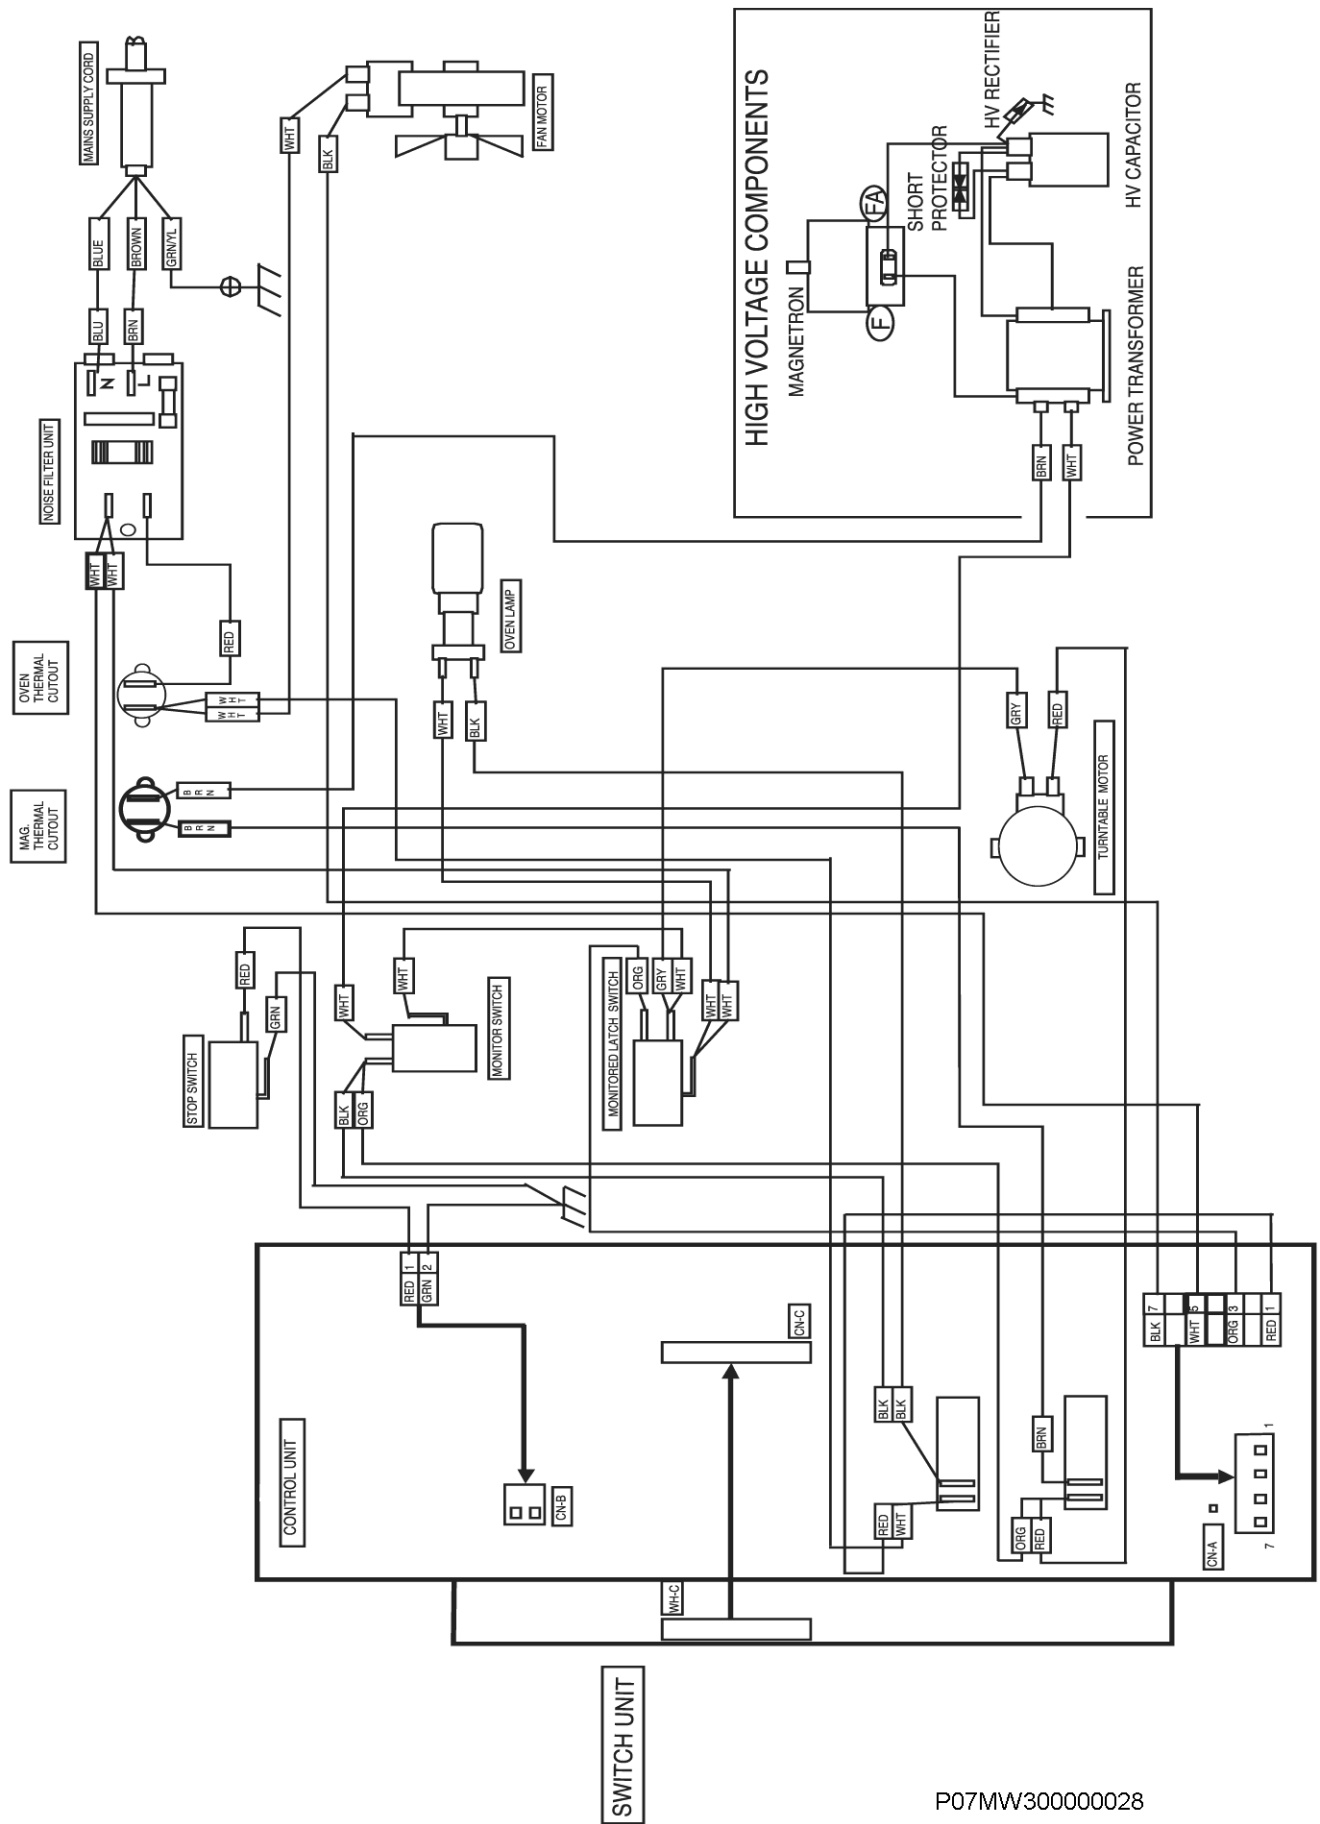 MAINS SUPPLY CORD
BLUE
BROWN
GRN/YL
BLU
BRN
N
L
NOISE FILTER UNIT
WHT
WHT
RED
WHT
BLK
FAN MOTOR
HIGH VOLTAGE COMPONENTS
MAGNETRON
FA
F
SHORT
PROTECTOR
HV RECTIFIER
HV CAPACITOR
POWER TRANSFORMER
BRN
WHT
OVEN
THERMAL
CUTOUT
WHT
WHT
MAG.
THERMAL
CUTOUT
BRN
BRN
OVEN LAMP
WHT
BLK
GRY
RED
TURNTABLE MOTOR
STOP SWITCH
RED
GRN
WHT
WHT
BLK
ORG
MONITOR SWITCH
MONITORED LATCH SWITCH
ORG
GRY
WHT
WHT
WHT
CONTROL UNIT
RED 1
GRN 2
CN-B
CN-C
WH-C
BLK
BLK
RED
WHT
BRN
ORG
RED
BLK 7
WHT 5
ORG 3
RED 1
CN-A
7
1
SWITCH UNIT
P07MW300000028